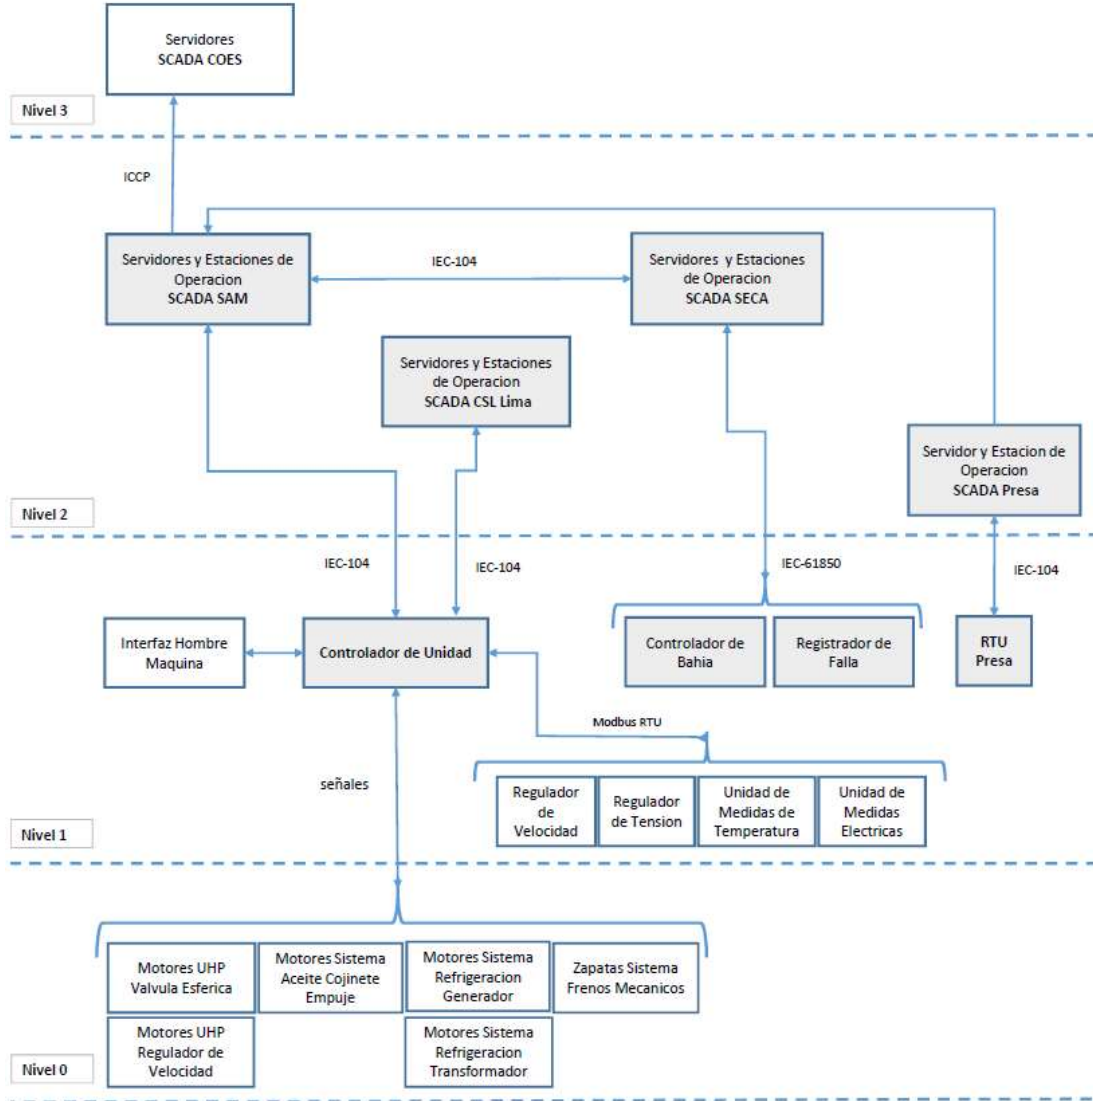 Servidores
SCADA COES
Nivel 3
ICCP
Servidores y Estaciones de
Operacion
SCADA SAM
IEC-104
Servidores y Estaciones
de Operacion
SCADA SECA
Servidores y Estaciones
de Operacion
SCADA CSL Lima
Servidor y Estacion de
Operacion
SCADA Presa
Nivel 2
IEC-104
IEC-104
IEC-61850
IEC-104
Interfaz Hombre
Maquina
Controlador de Unidad
Controlador de
Bahia
Registrador de
Falla
RTU
Presa
Modbus RTU
señales
Regulador
de
Velocidad
Regulador
de Tension
Unidad de
Medidas de
Temperatura
Unidad de
Medidas
Electricas
Nivel 1
Motores UHP
Valvula Esferica
Motores Sistema
Aceite Cojinete
Empuje
Motores Sistema
Refrigeracion
Generador
Zapatas Sistema
Frenos Mecanicos
Motores UHP
Regulador de
Velocidad
Motores Sistema
Refrigeracion
Transformador
Nivel 0